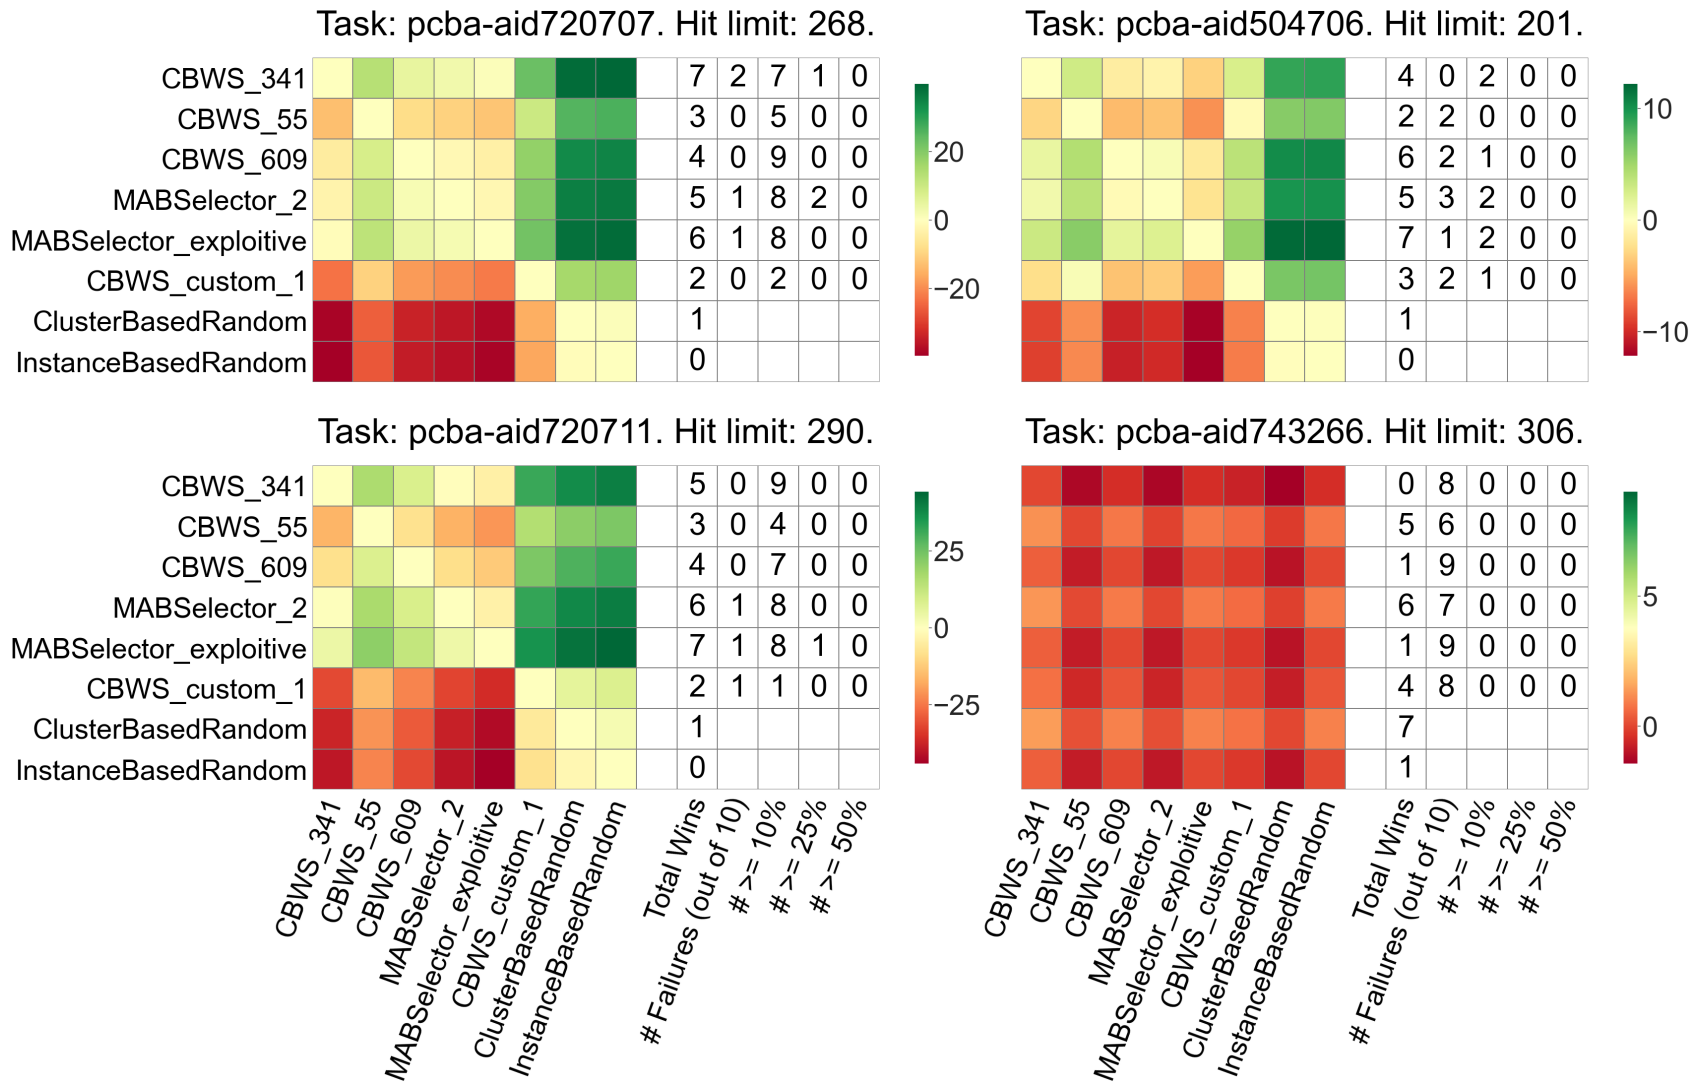 Task: pcba-aid720707. Hit limit: 268.
CBWS_341 7 2 7 1 0
CBWS_55 3 0 5 0 0
CBWS_609 4 0 9 0 0
MABSelector_2 5 1 8 2 0
MABSelector_exploitive 6 1 8 0 0
CBWS_custom_1 2 0 2 0 0
ClusterBasedRandom 1
InstanceBasedRandom 0
20
0
−20
Task: pcba-aid504706. Hit limit: 201.
4 0 2 0 0
2 2 0 0 0
6 2 1 0 0
5 3 2 0 0
7 1 2 0 0
3 2 1 0 0
1
0
10
0
−10
Task: pcba-aid720711. Hit limit: 290.
CBWS_341 5 0 9 0 0
CBWS_55 3 0 4 0 0
CBWS_609 4 0 7 0 0
MABSelector_2 6 1 8 0 0
MABSelector_exploitive 7 1 8 1 0
CBWS_custom_1 2 1 1 0 0
ClusterBasedRandom 1
InstanceBasedRandom 0
25
0
−25
CBWS_341
CBWS_55
CBWS_609
MABSelector_2
MABSelector_exploitive
CBWS_custom_1
ClusterBasedRandom
InstanceBasedRandom
Total Wins
# Failures (out of 10)
# >= 10%
# >= 25%
# >= 50%
Task: pcba-aid743266. Hit limit: 306.
0 8 0 0 0
5 6 0 0 0
1 9 0 0 0
6 7 0 0 0
1 9 0 0 0
4 8 0 0 0
7
1
5
0
CBWS_341
CBWS_55
CBWS_609
MABSelector_2
MABSelector_exploitive
CBWS_custom_1
ClusterBasedRandom
InstanceBasedRandom
Total Wins
# Failures (out of 10)
# >= 10%
# >= 25%
# >= 50%